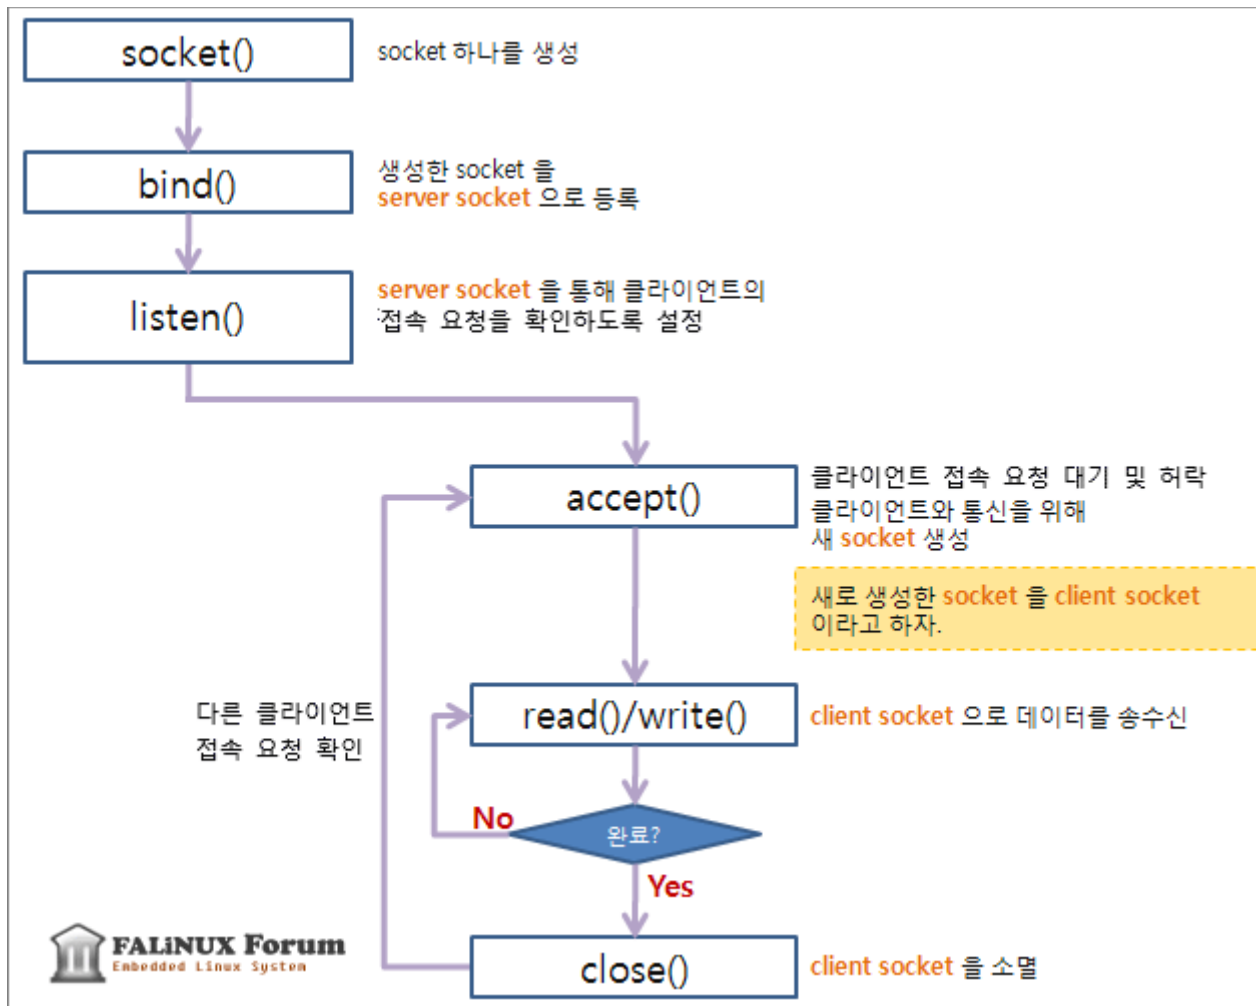 socket()
socket 하나를 생성
bind()
생성한 socket 을
server socket 으로 등록
listen()
server socket 을 통해 클라이언트의
접속 요청을 확인하도록 설정
accept()
클라이언트 접속 요청 대기 및 허락
클라이언트와 통신을 위해
새 socket 생성
새로 생성한 socket 을 client socket
이라고 하자.
다른 클라이언트
접속 요청 확인
read()/write()
client socket 으로 데이터를 송수신
No
완료?
Yes
close()
client socket 을 소멸
FALiNUX Forum
Embedded Linux System